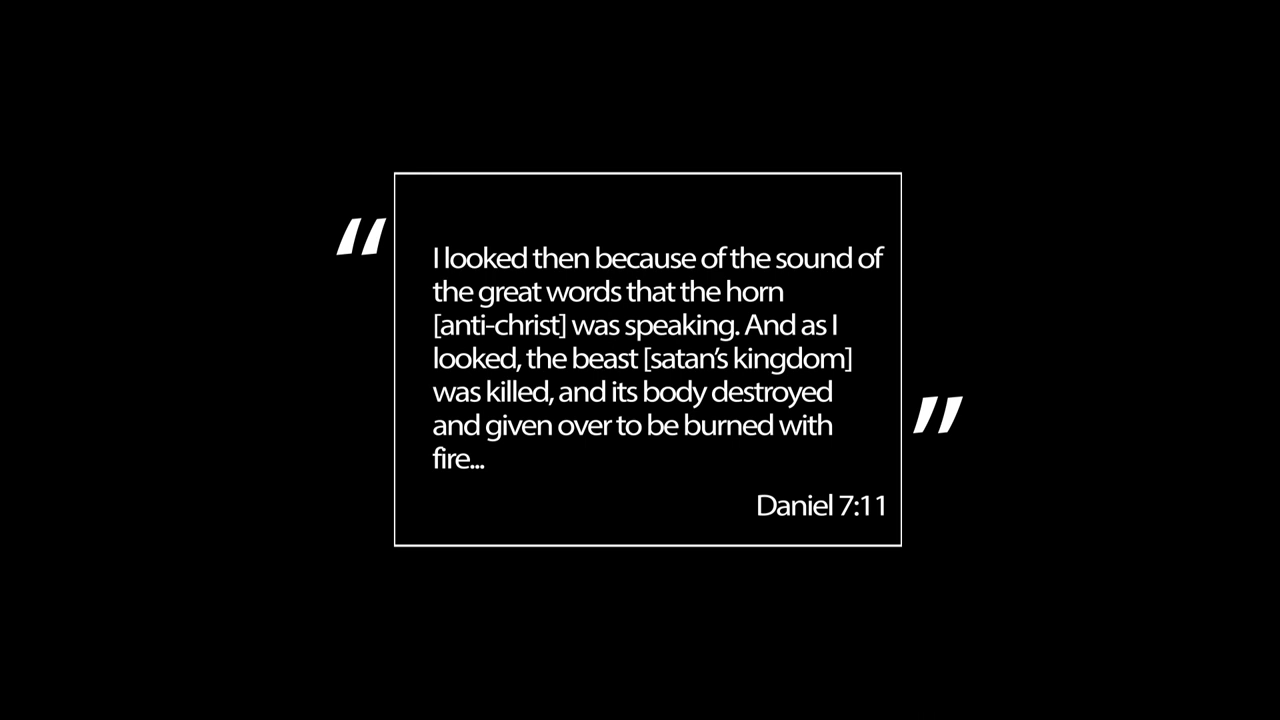 “
I looked then because of the sound of
the great words that the horn
[anti-christ] was speaking. And as I
looked, the beast [satan’s kingdom]
was killed, and its body destroyed
and given over to be burned with
fire...
”
Daniel 7:11